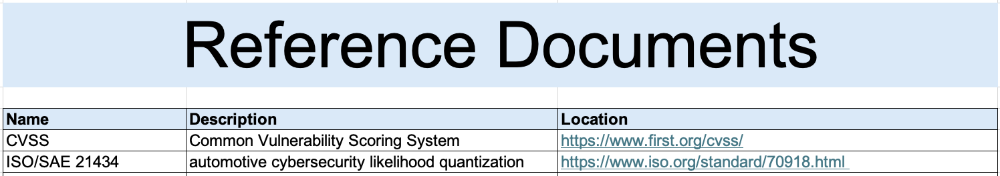 Reference Documents
Name Description Location
CVSS Common Vulnerability Scoring System https://www.first.org/cvss/
ISO/SAE 21434 automotive cybersecurity likelihood quantization https://www.iso.org/standard/70918.html